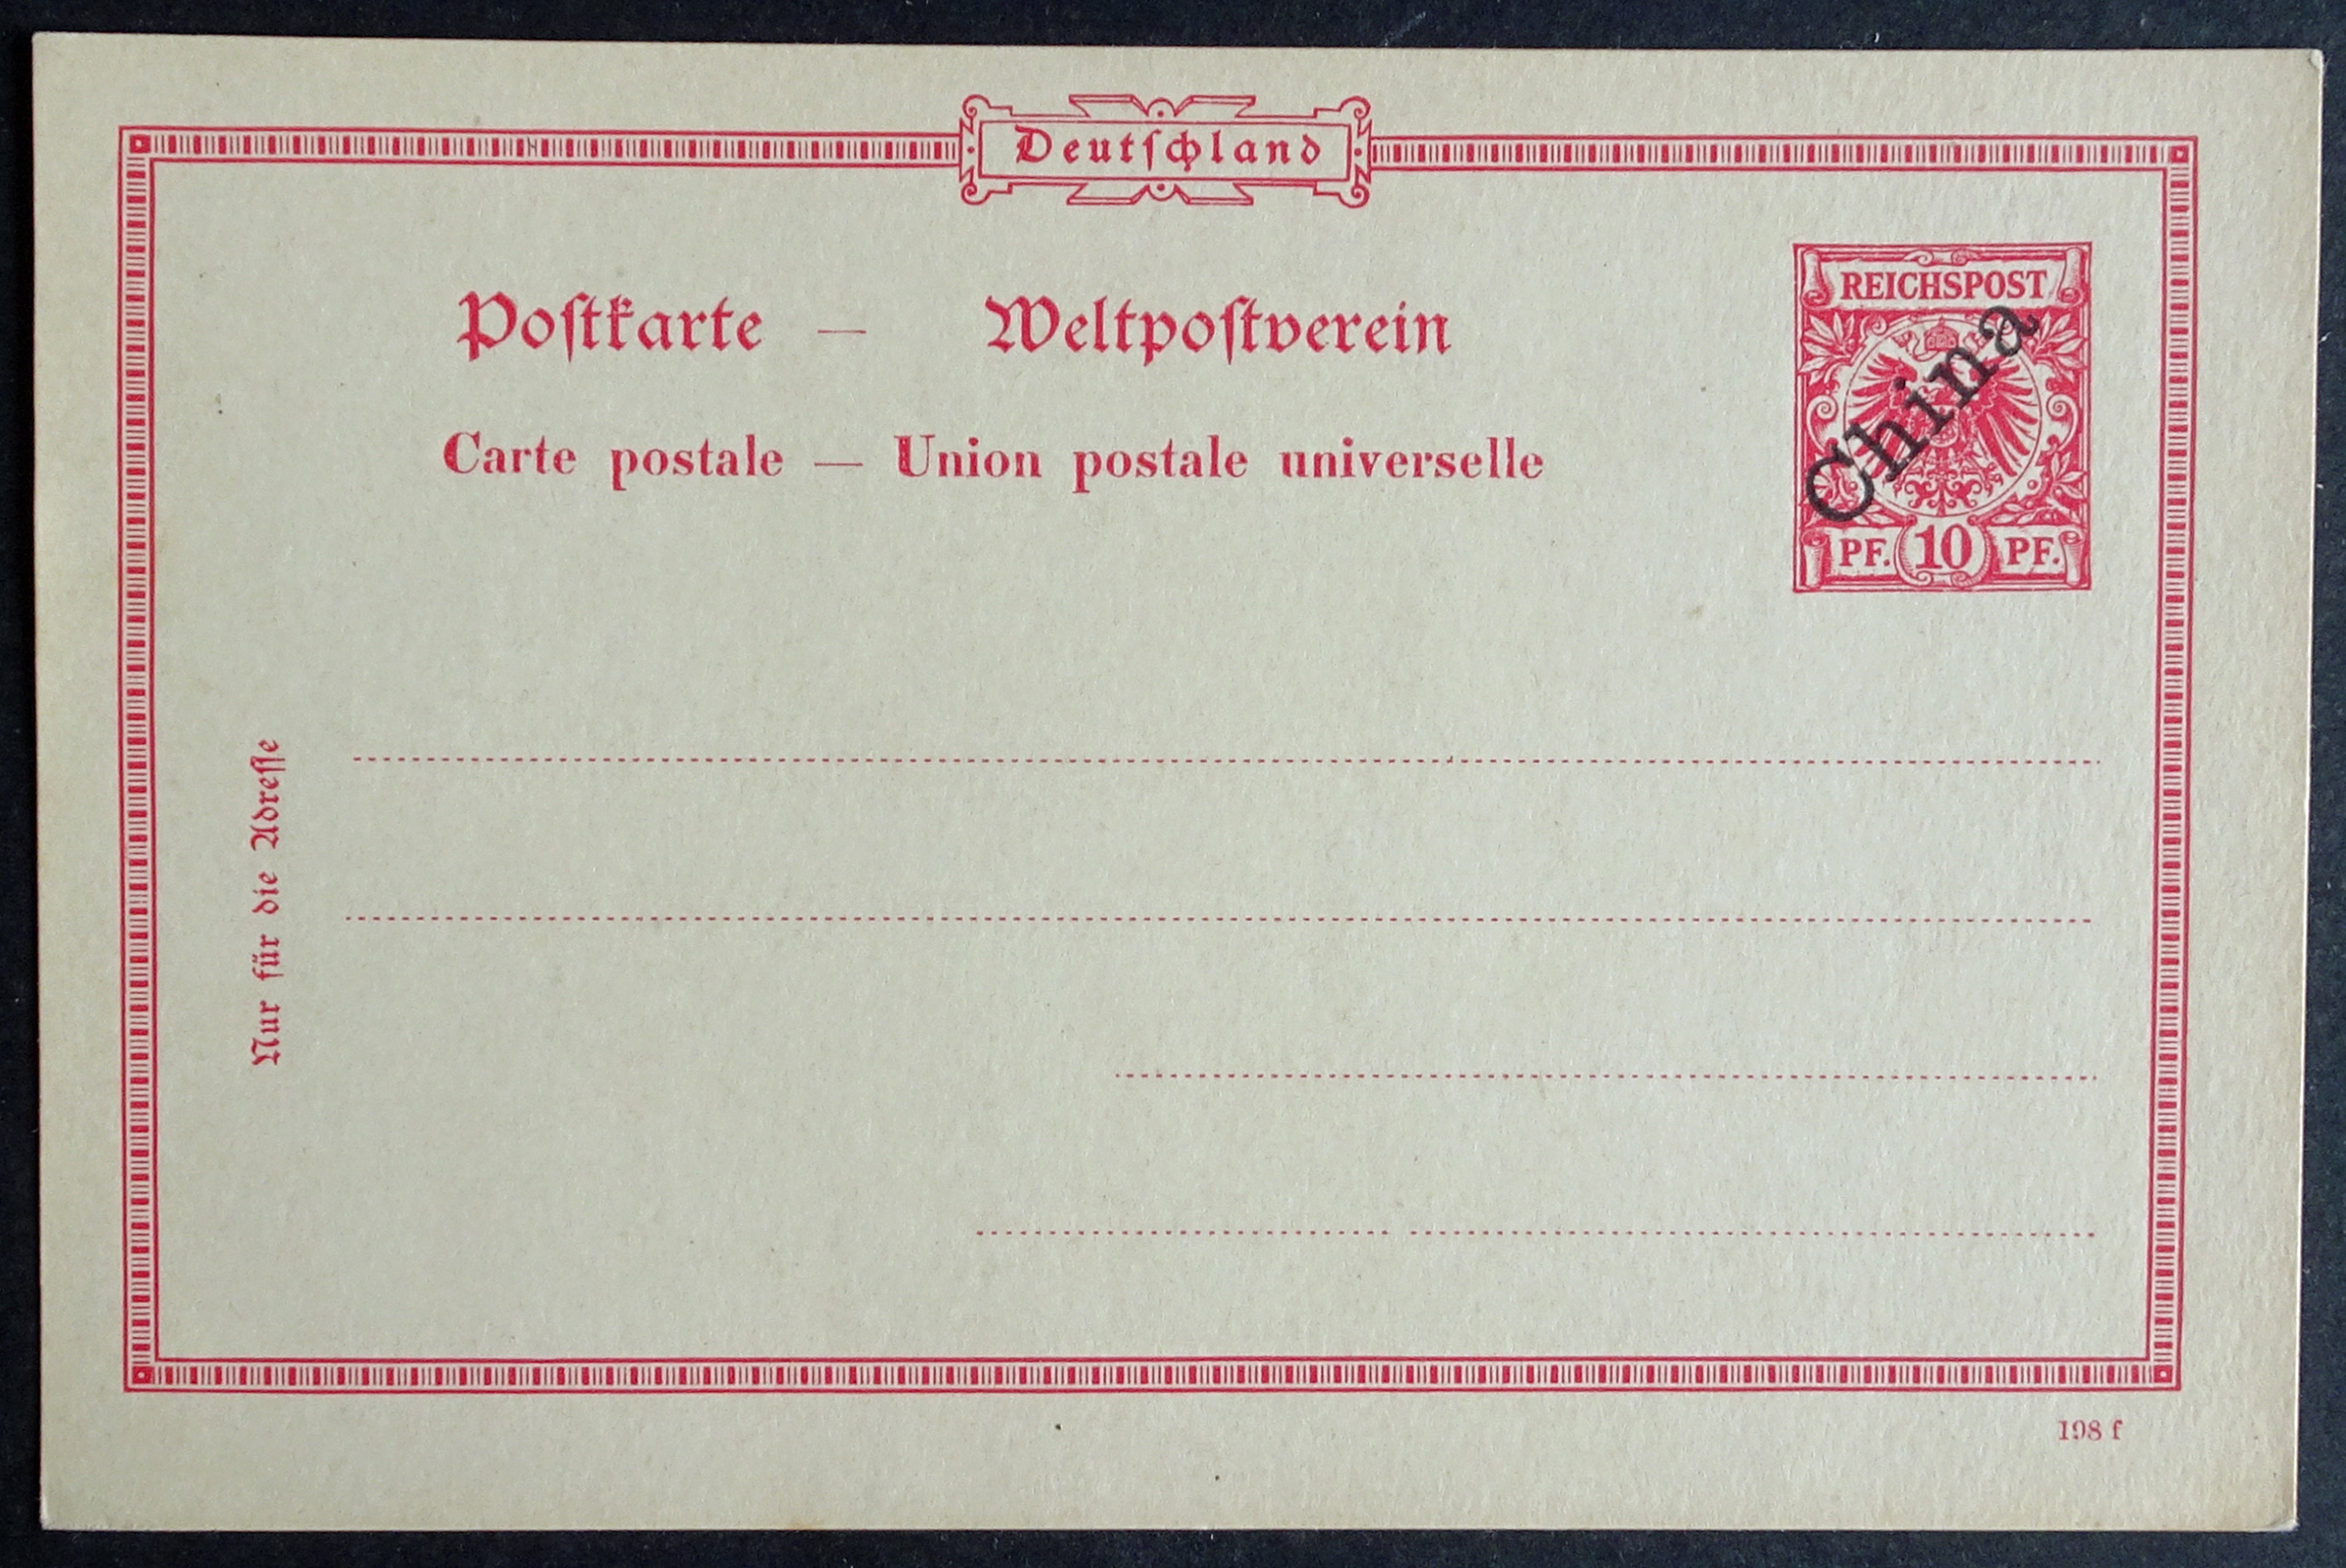 Deutſchland
Poſtkarte — Weltpoſtverein
Carte postale — Union postale universelle
REICHSPOST
China
PF. 10 PF.
Nur für die Adreſſe
198 f